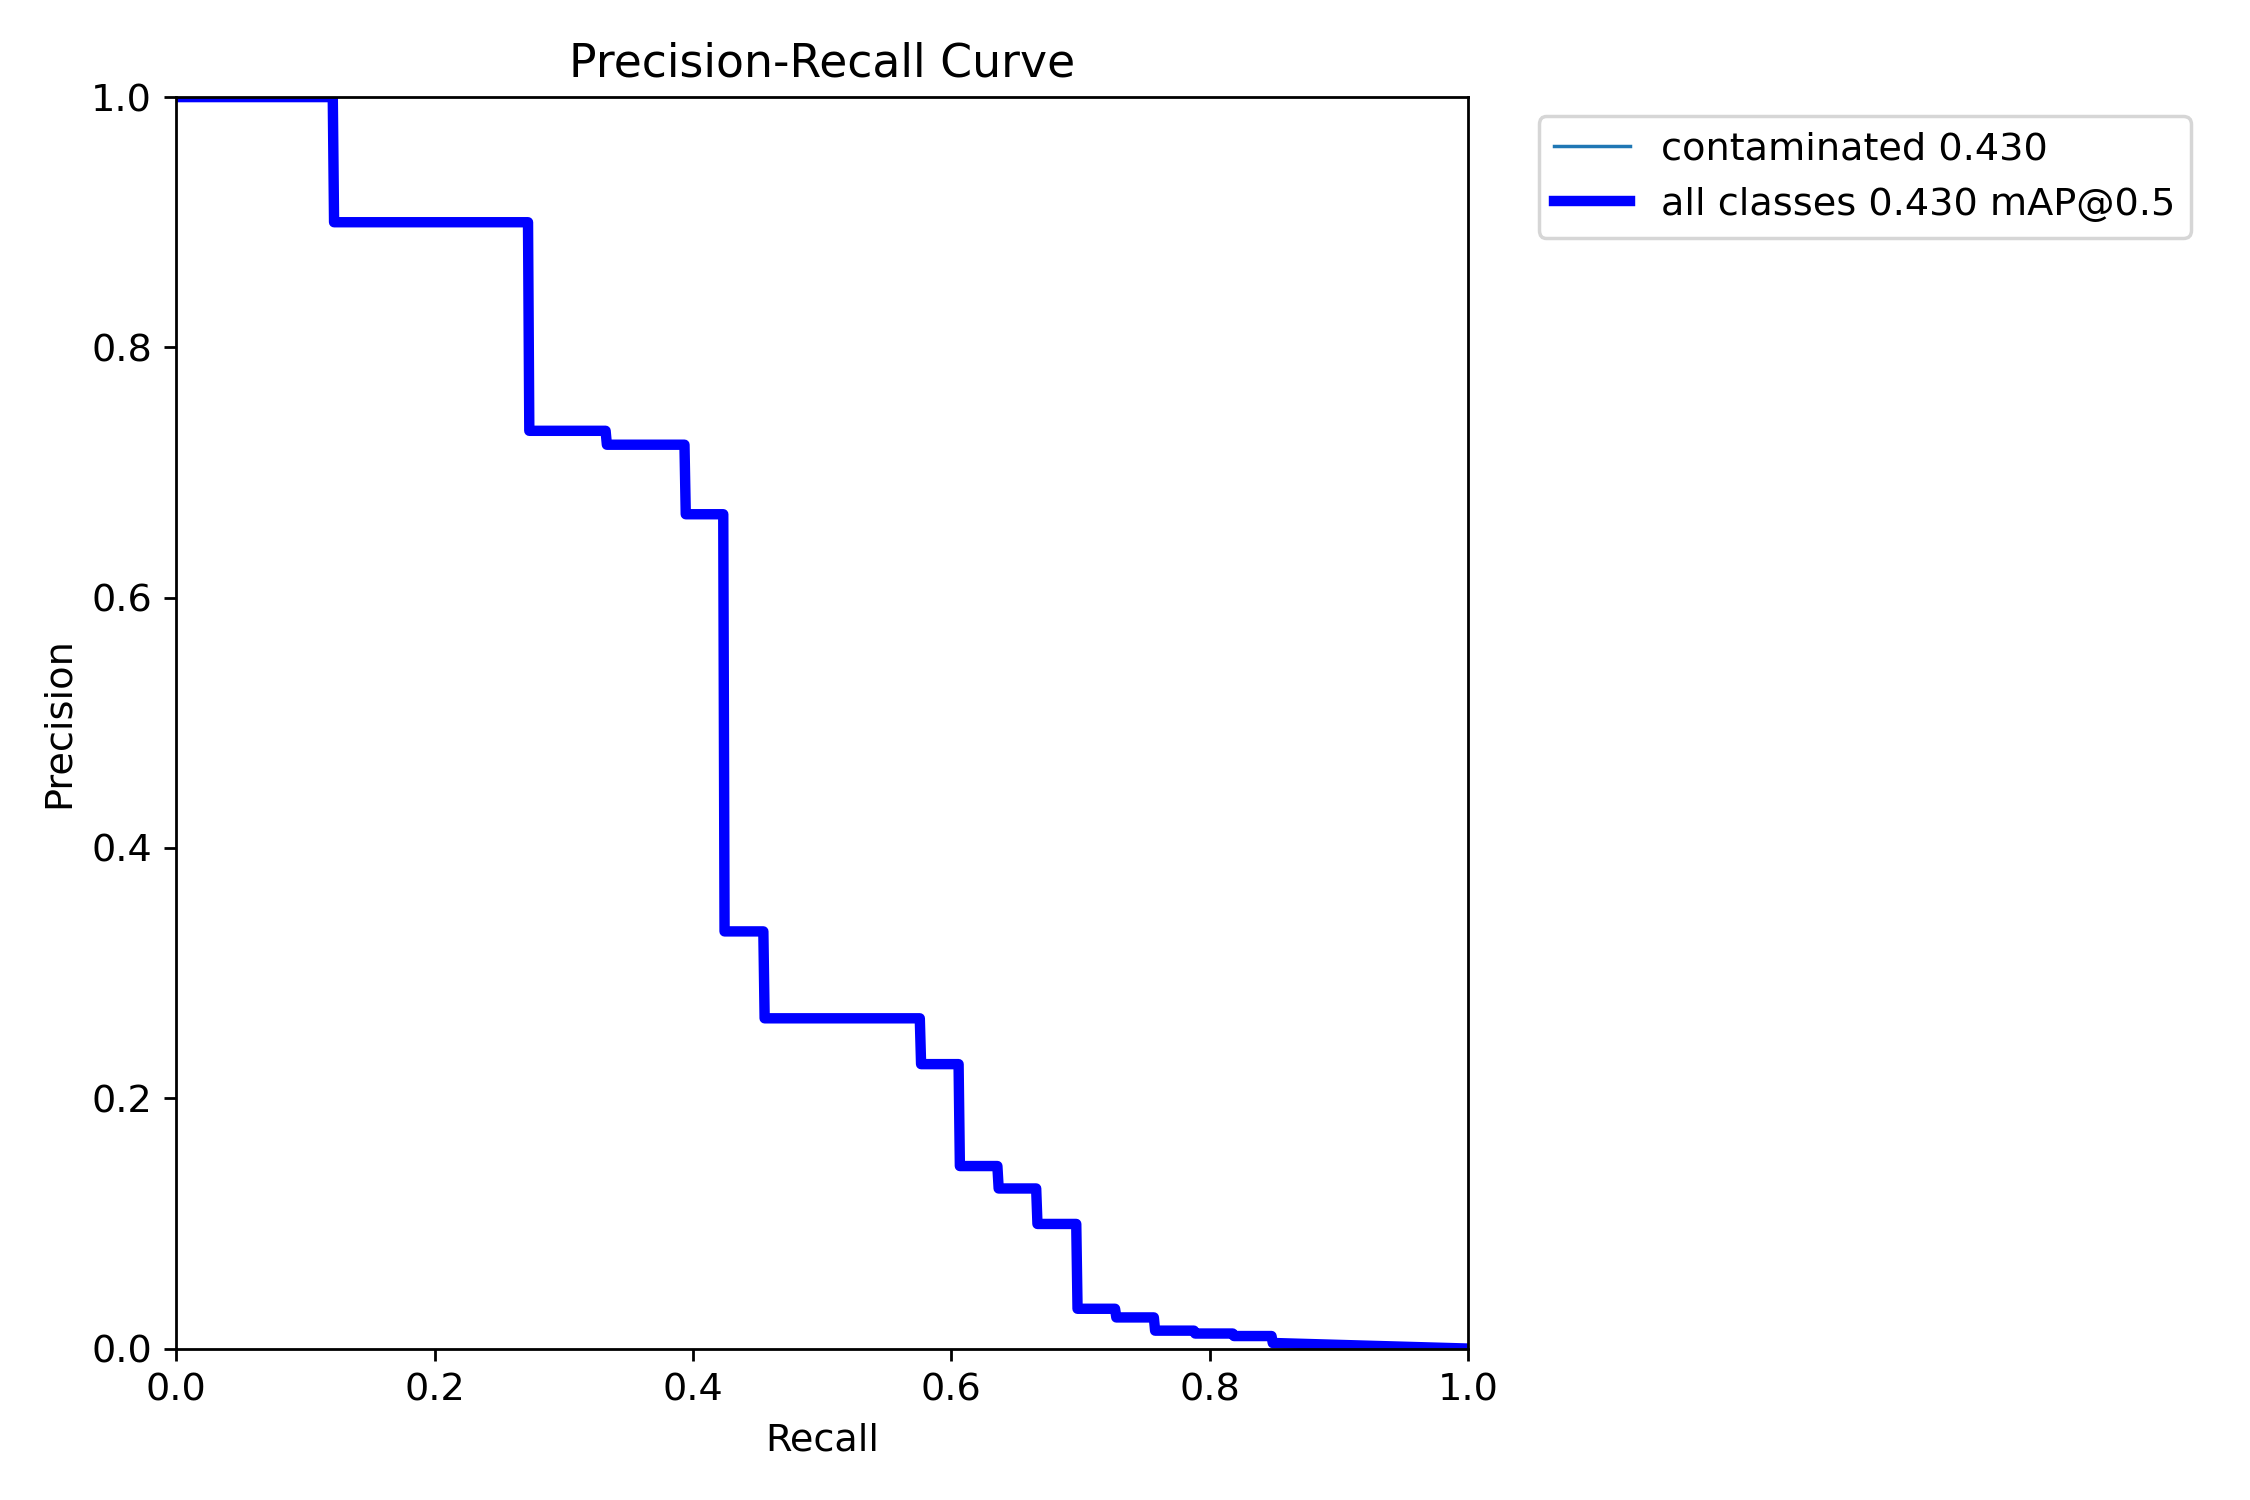 Precision-Recall Curve
1.0
0.8
0.6
0.4
0.2
0.0
Precision
0.0 0.2 0.4 0.6 0.8 1.0
Recall
contaminated 0.430
all classes 0.430 mAP@0.5